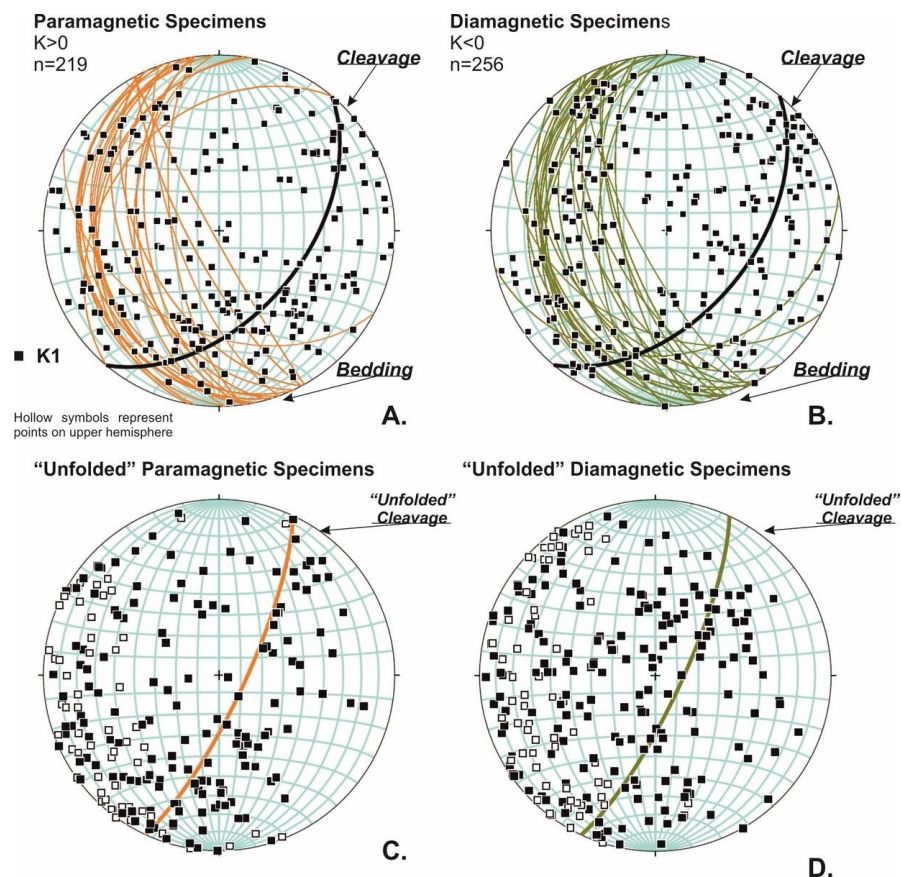 Paramagnetic Specimens
K>0
n=219
Cleavage
Bedding
A.
Diamagnetic Specimens
K<0
n=256
Cleavage
Bedding
B.
■ K1
Hollow symbols represent
points on upper hemisphere
“Unfolded” Paramagnetic Specimens
“Unfolded”
Cleavage
C.
“Unfolded” Diamagnetic Specimens
“Unfolded”
Cleavage
D.